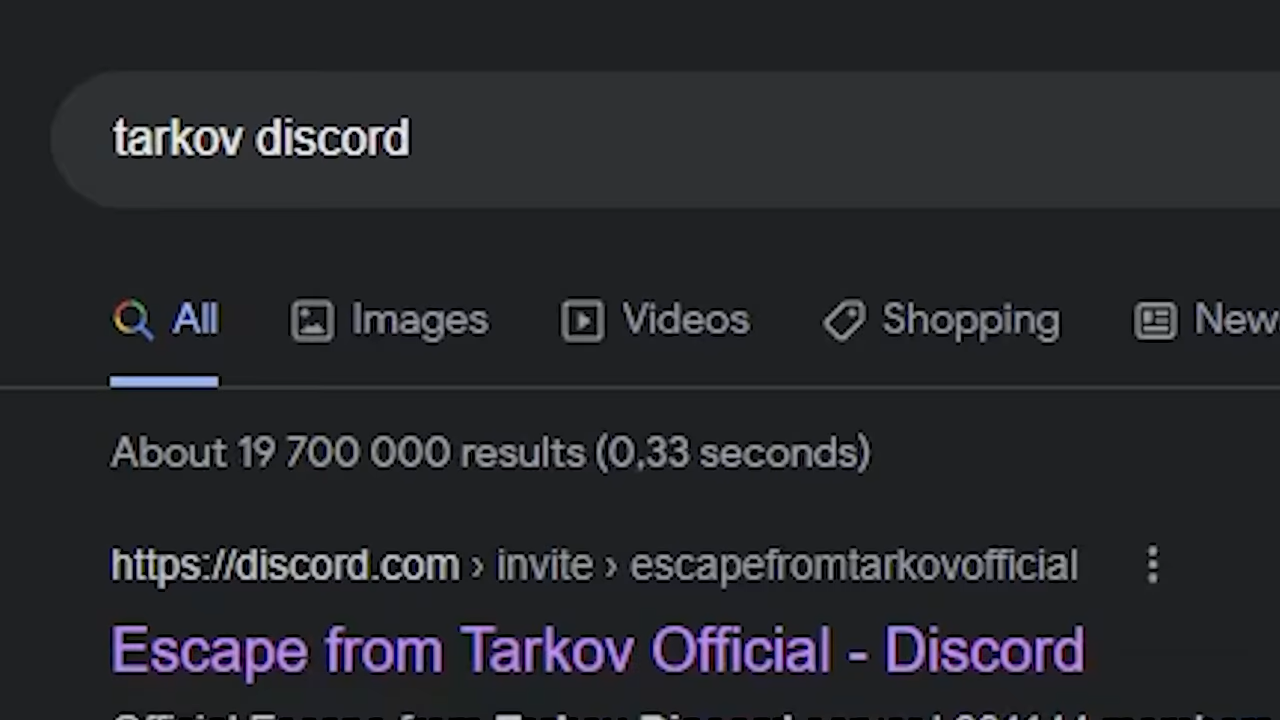 tarkov discord
All Images Videos Shopping New
About 19 700 000 results (0,33 seconds)
https://discord.com › invite › escapefromtarkovofficial
Escape from Tarkov Official - Discord